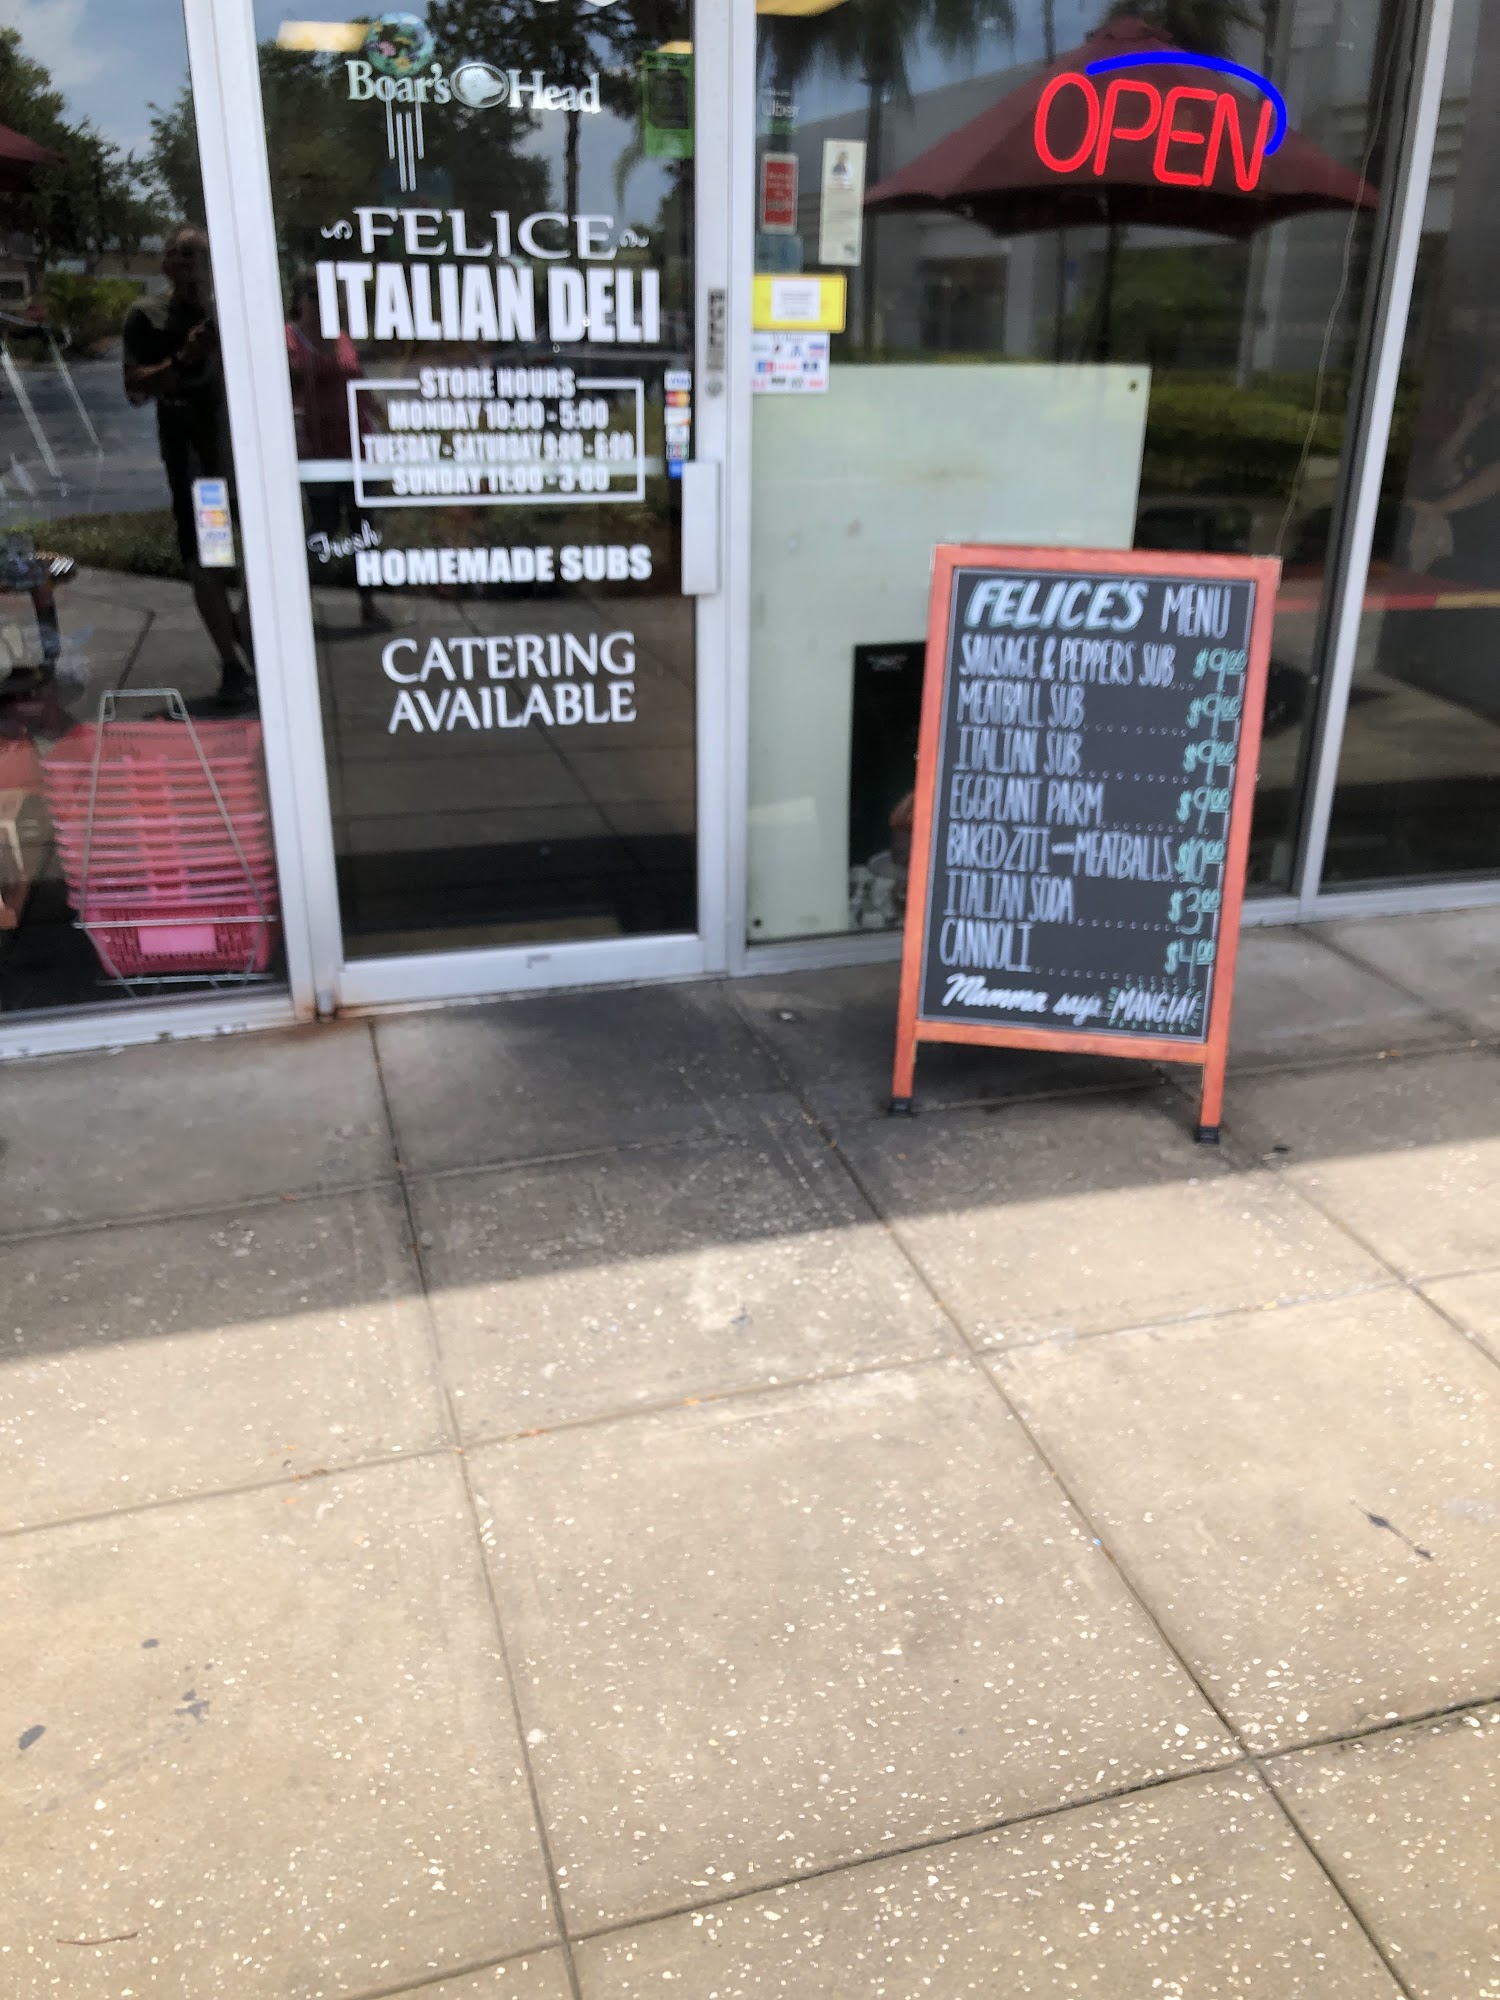 Boar's Head
FELICE
ITALIAN DELI
STORE HOURS
MONDAY 10:00 - 5:00
TUESDAY - SATURDAY 9:00 - 6:00
SUNDAY 11:00 - 3:00
Fresh
HOMEMADE SUBS
CATERING
AVAILABLE
PULL
VISA
Uber
OPEN
FELICE'S MENU
SAUSAGE & PEPPERS SUB... $9.00
MEATBALL SUB........... $9.00
ITALIAN SUB........... $9.00
EGGPLANT PARM........ $9.00
BAKED ZITI — MEATBALLS. $10.00
ITALIAN SODA......... $3.00
CANNOLI............. $4.00
Mamma says MANGIA!